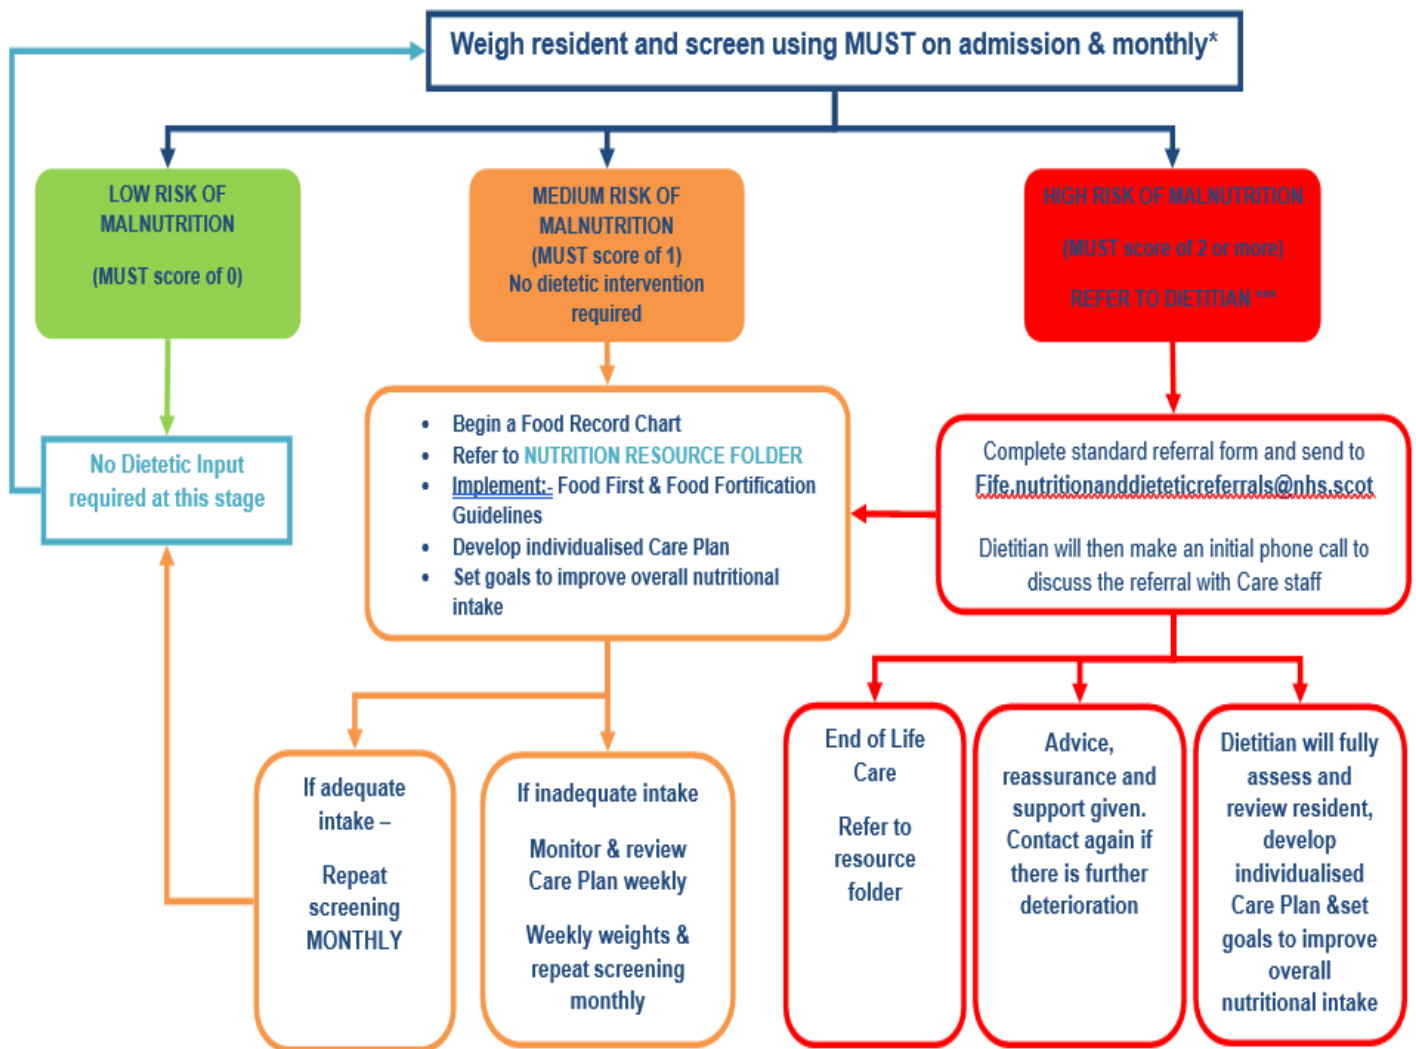 Weigh resident and screen using MUST on admission & monthly*
LOW RISK OF
MALNUTRITION
(MUST score of 0)
MEDIUM RISK OF
MALNUTRITION
(MUST score of 1)
No dietetic intervention
required
HIGH RISK OF MALNUTRITION
(MUST score of 2 or more)
REFER TO DIETITIAN ***
No Dietetic Input
required at this stage
• Begin a Food Record Chart
• Refer to NUTRITION RESOURCE FOLDER
• Implement:- Food First & Food Fortification
Guidelines
• Develop individualised Care Plan
• Set goals to improve overall nutritional
intake
Complete standard referral form and send to
Fife.nutritionanddieteticreferrals@nhs.scot
Dietitian will then make an initial phone call to
discuss the referral with Care staff
If adequate
intake –
Repeat
screening
MONTHLY
If inadequate intake
Monitor & review
Care Plan weekly
Weekly weights &
repeat screening
monthly
End of Life
Care
Refer to
resource
folder
Advice,
reassurance and
support given.
Contact again if
there is further
deterioration
Dietitian will fully
assess and
review resident,
develop
individualised
Care Plan &set
goals to improve
overall
nutritional intake